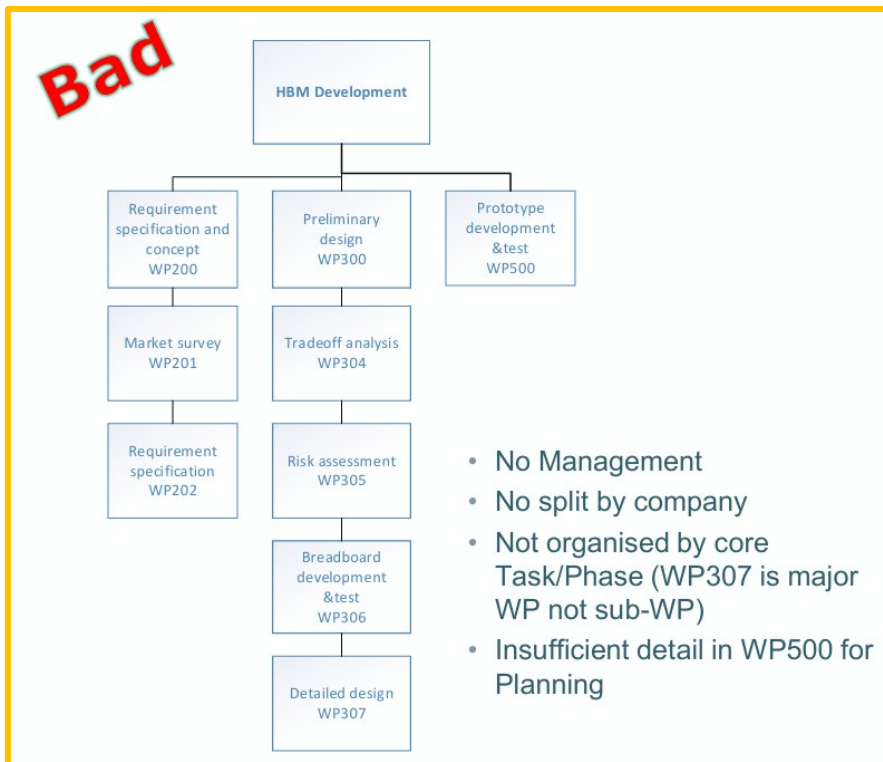 Bad
HBM Development
Requirement
specification and
concept
WP200
Preliminary
design
WP300
Prototype
development
&test
WP500
Market survey
WP201
Tradeoff analysis
WP304
Requirement
specification
WP202
Risk assessment
WP305
Breadboard
development
&test
WP306
Detailed design
WP307
• No Management
• No split by company
• Not organised by core
Task/Phase (WP307 is major
WP not sub-WP)
• Insufficient detail in WP500 for
Planning